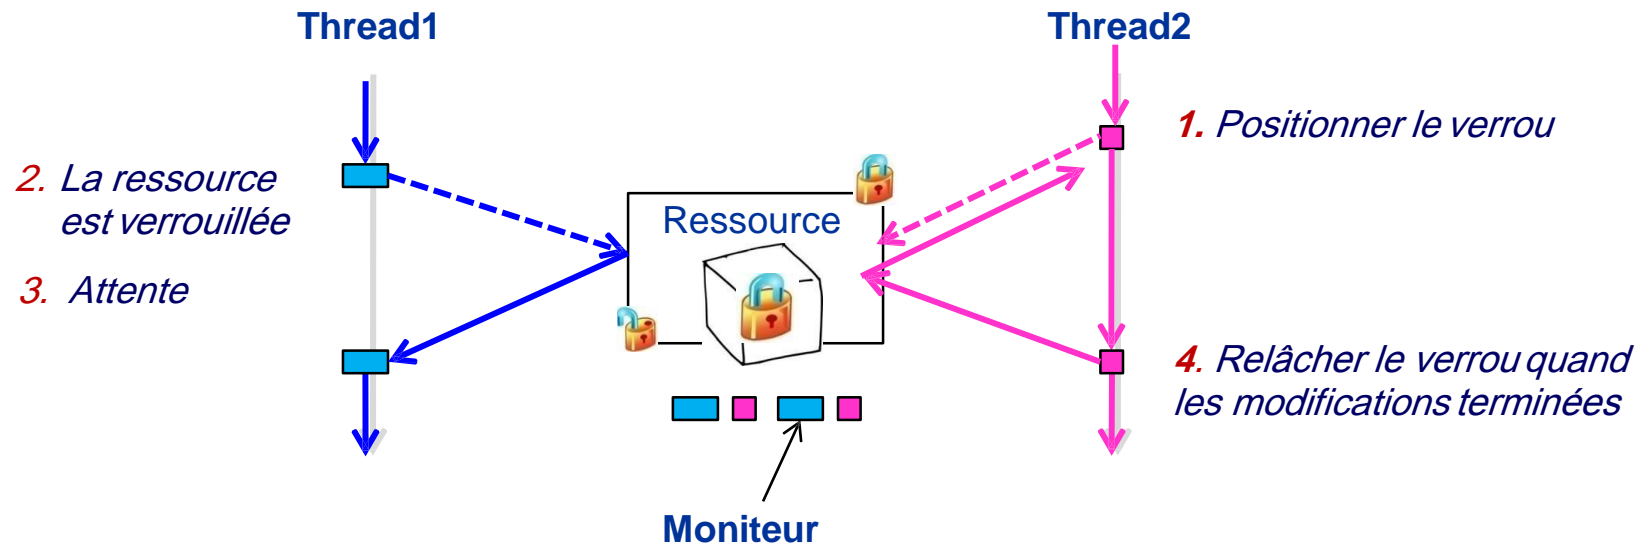 Thread1
Thread2
1. Positionner le verrou
2. La ressource
est verrouillée
Ressource
3. Attente
4. Relâcher le verrou quand
les modifications terminées
Moniteur